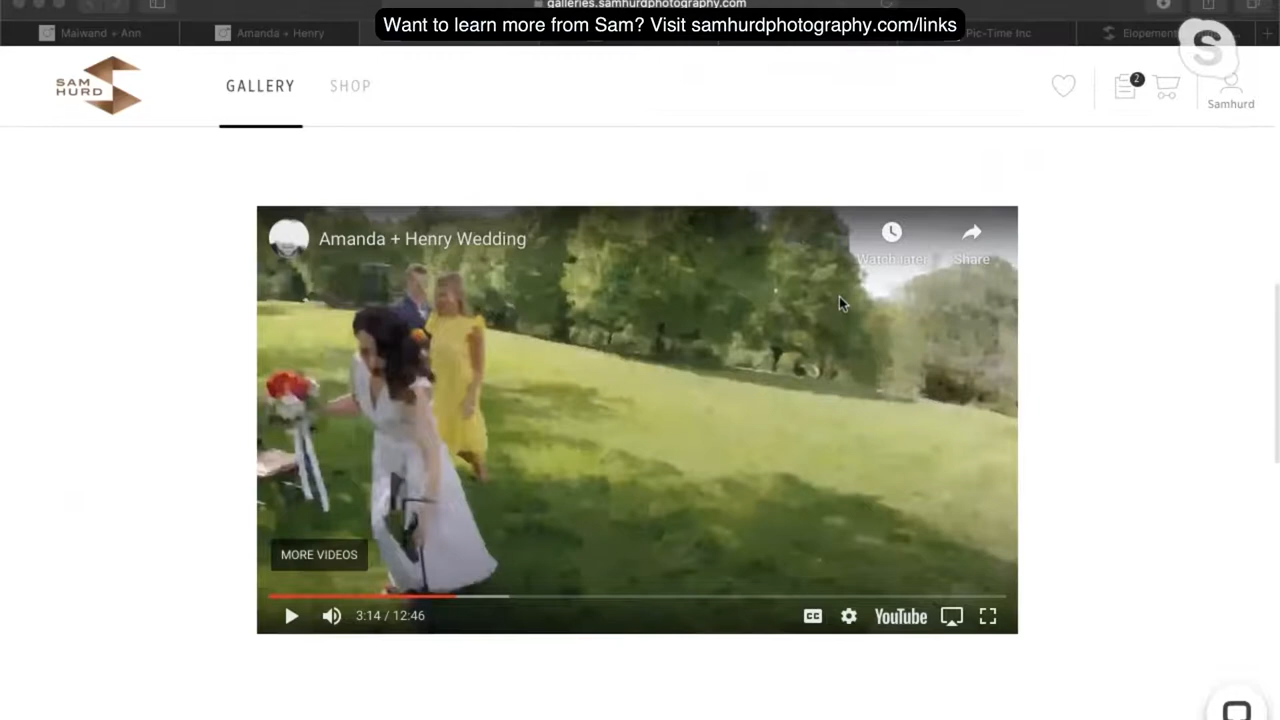 galleries.samhurdphotography.com
Want to learn more from Sam? Visit samhurdphotography.com/links
Maiwand + Ann
Amanda + Henry
Pic-Time Inc
Elopement
SAM
HURD
GALLERY
SHOP
2
Samhurd
Amanda + Henry Wedding
Watch later
Share
MORE VIDEOS
3:14 / 12:46
CC
YouTube